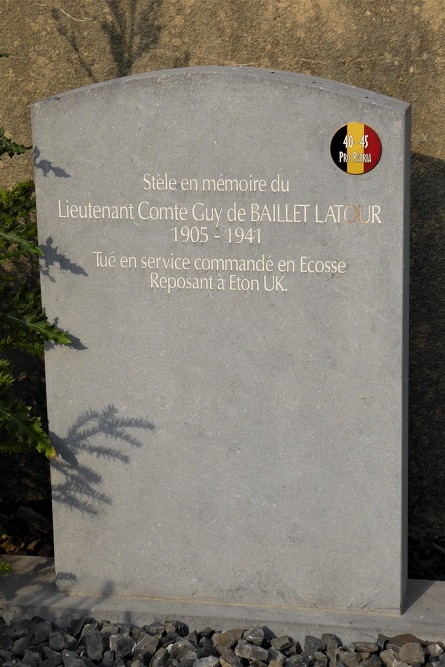 40 - 45
PRO PATRIA
Stèle en mémoire du
Lieutenant Comte Guy de BAILLET LATOUR
1905 - 1941
Tué en service commandé en Ecosse
Reposant à Eton UK.